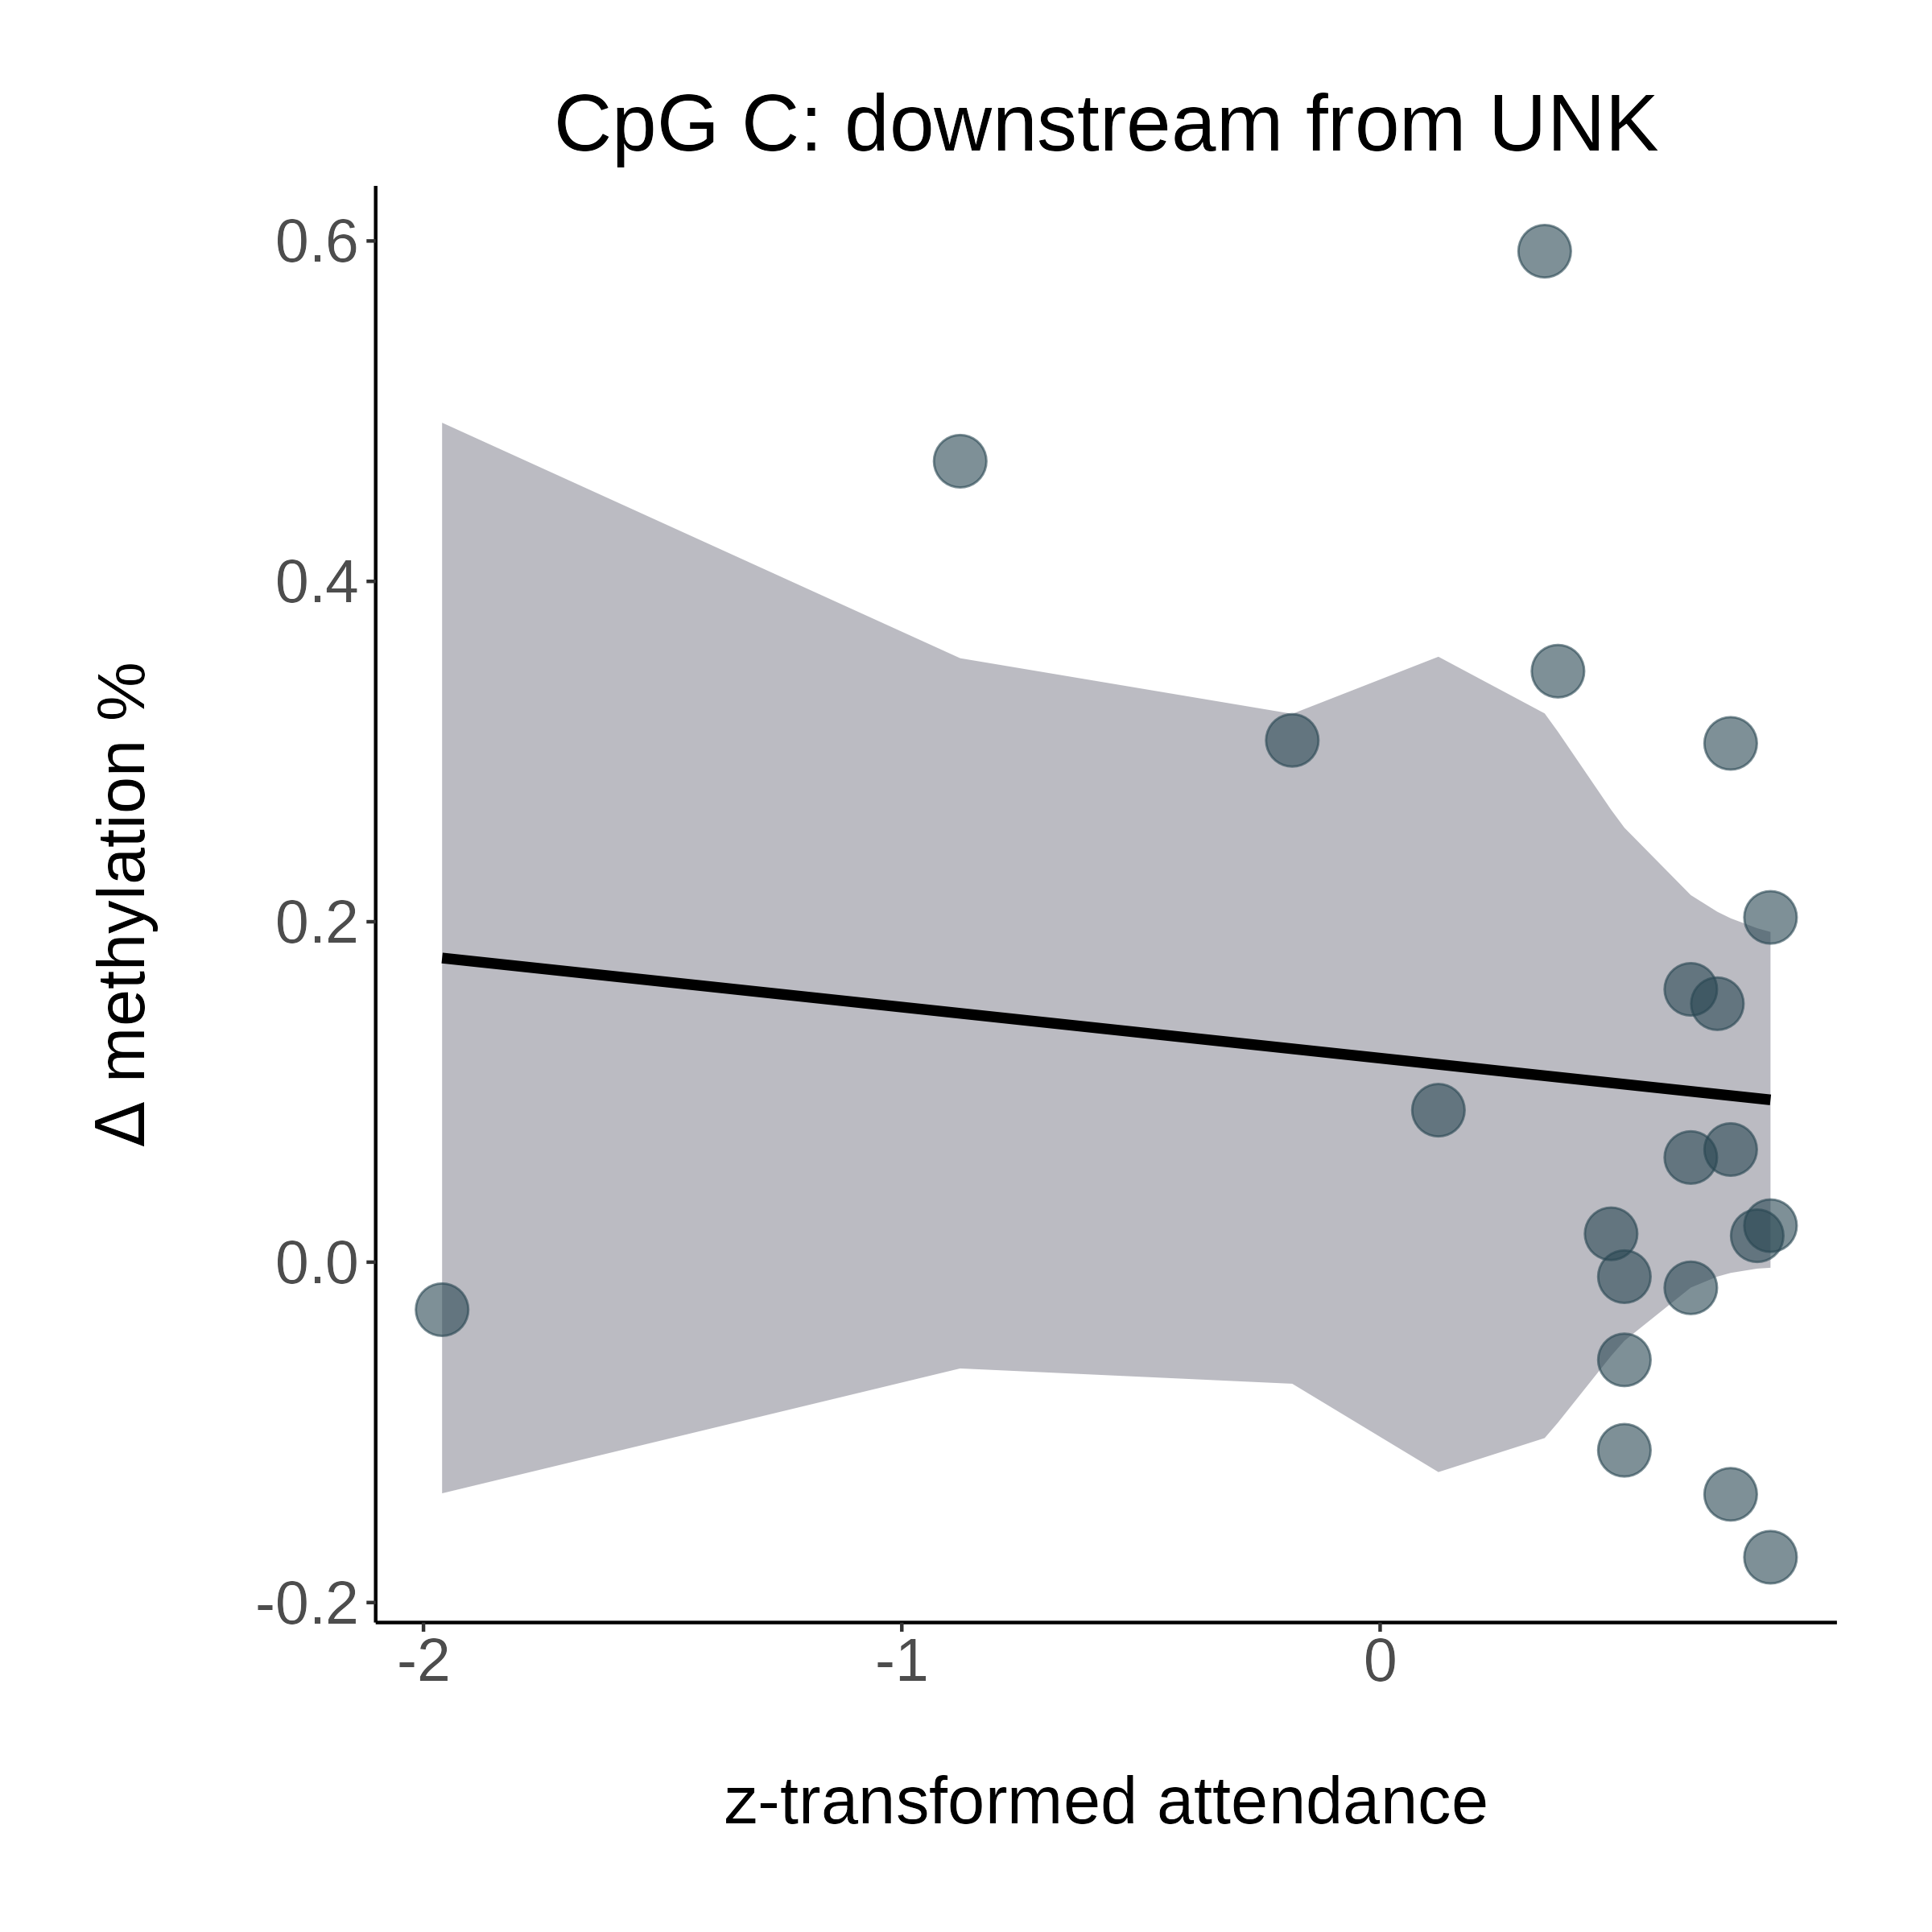 CpG C: downstream from UNK
Δ methylation %
0.6
0.4
0.2
0.0
-0.2
-2 -1 0
z-transformed attendance